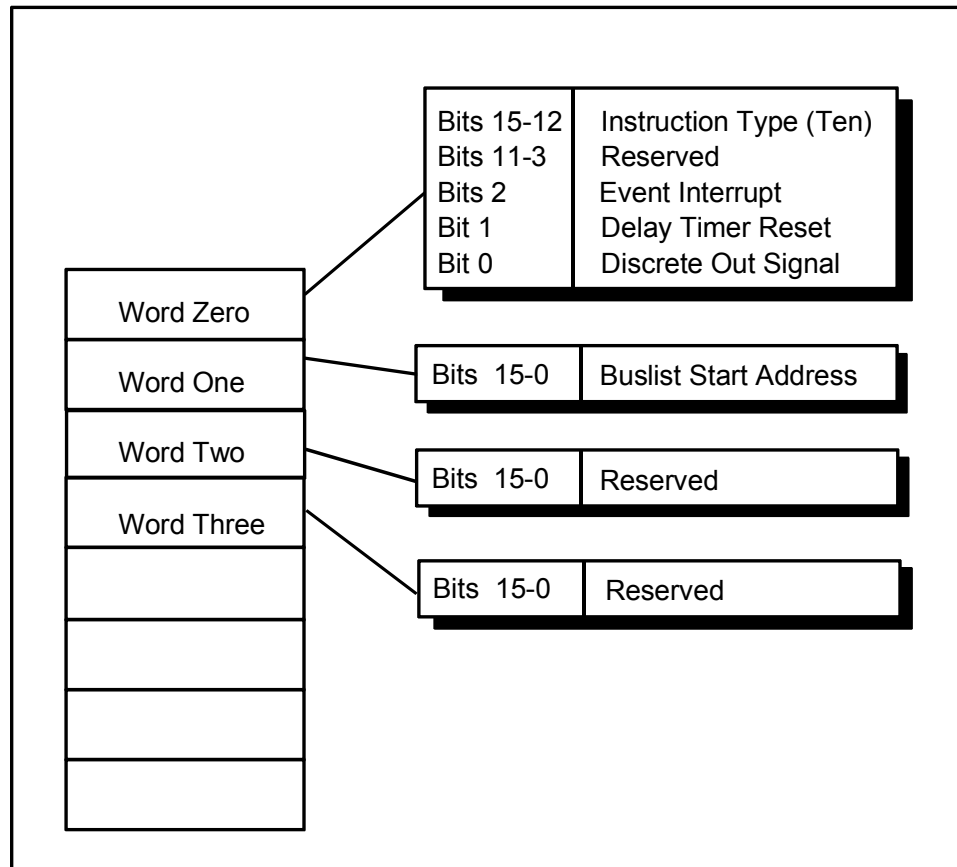 Bits 15-12 Instruction Type (Ten)
Bits 11-3 Reserved
Bits 2 Event Interrupt
Bit 1 Delay Timer Reset
Bit 0 Discrete Out Signal
Word Zero
Word One
Bits 15-0 Buslist Start Address
Word Two
Bits 15-0 Reserved
Word Three
Bits 15-0 Reserved